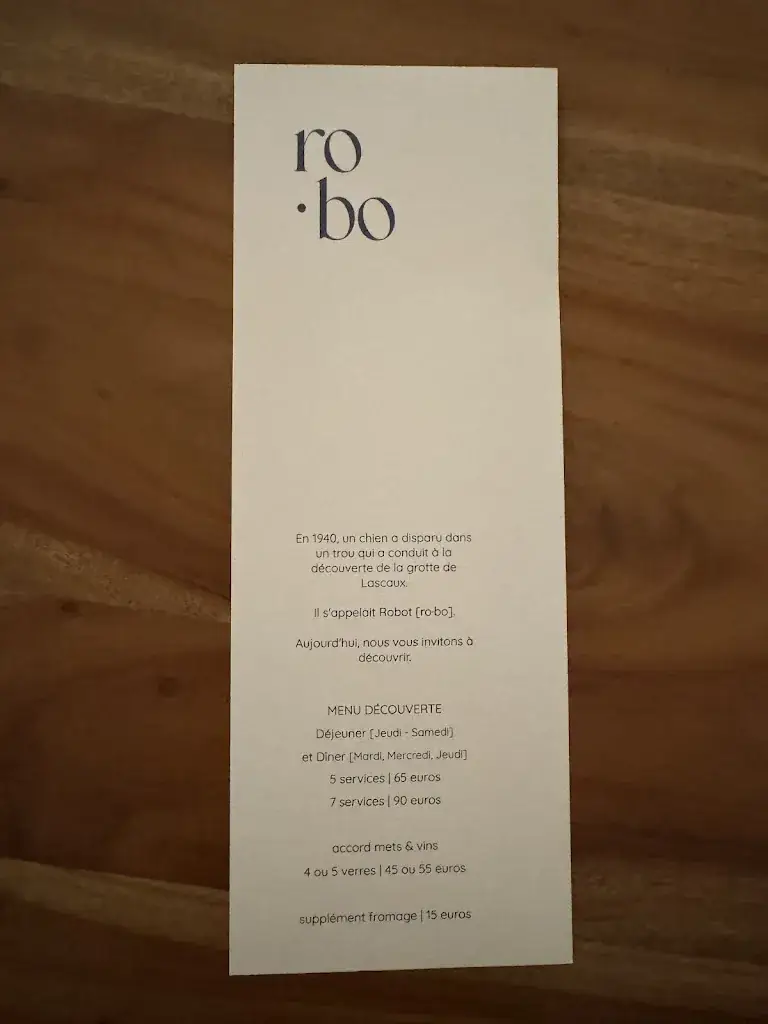 ro
·bo
En 1940, un chien a disparu dans
un trou qui a conduit à la
découverte de la grotte de
Lascaux.
Il s'appelait Robot [ro·bo].
Aujourd'hui, nous vous invitons à
découvrir.
MENU DÉCOUVERTE
Déjeuner [Jeudi - Samedi]
et Dîner [Mardi, Mercredi, Jeudi]
5 services | 65 euros
7 services | 90 euros
accord mets & vins
4 ou 5 verres | 45 ou 55 euros
supplément fromage | 15 euros